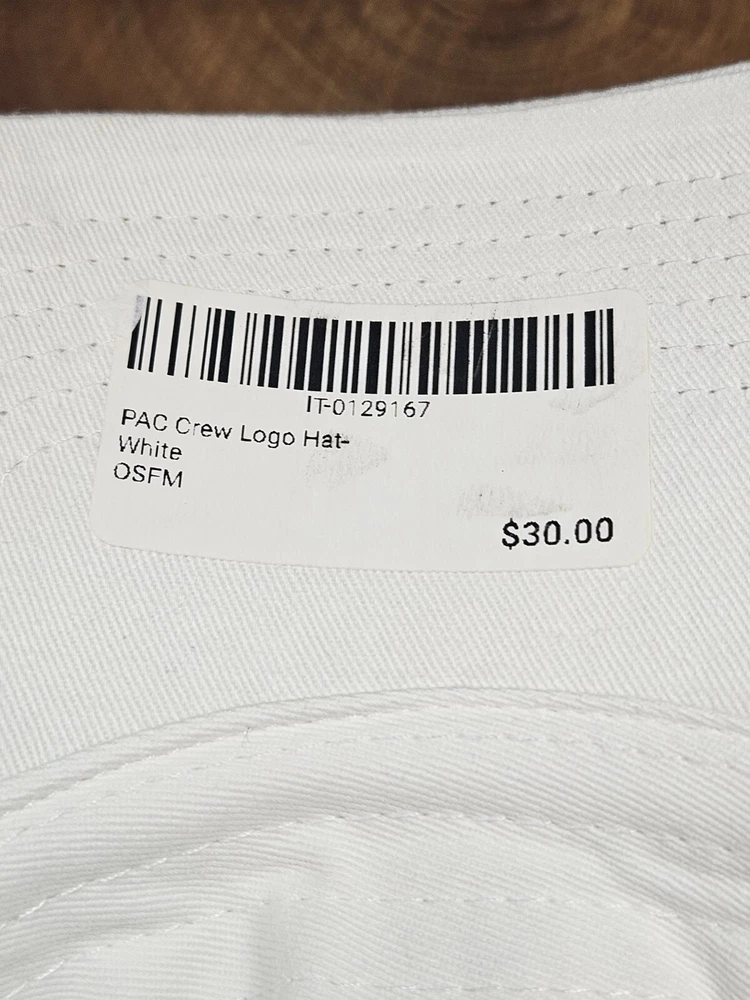 IT-0129167
PAC Crew Logo Hat-
White
OSFM
$30.00